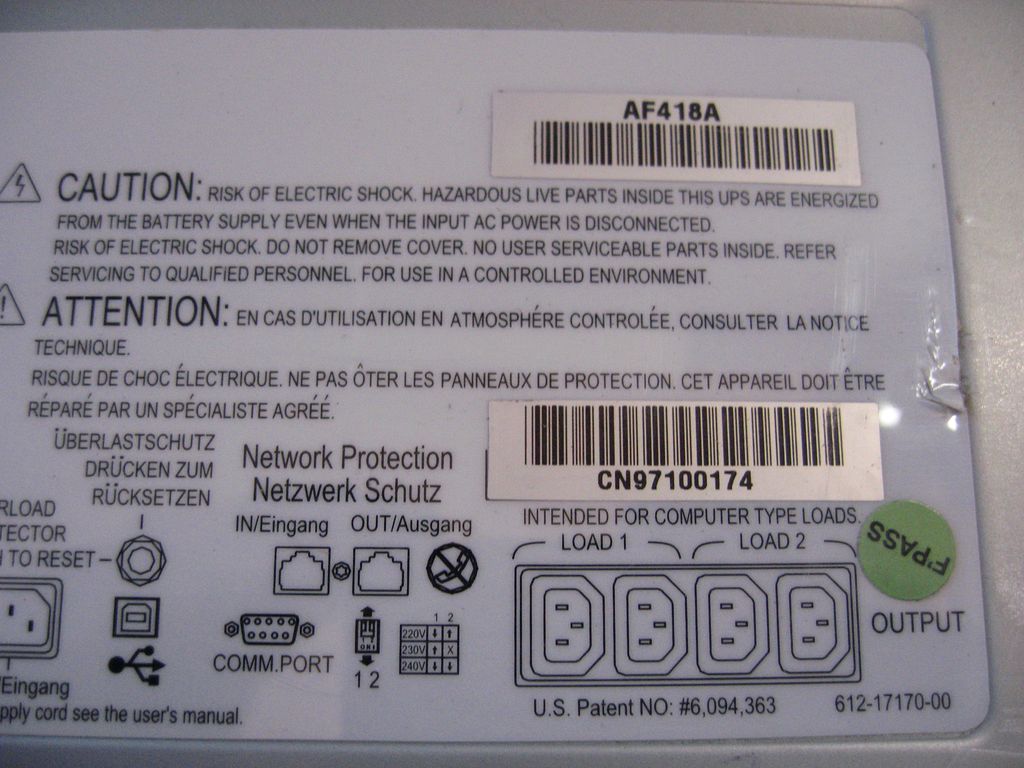 AF418A
CAUTION: RISK OF ELECTRIC SHOCK. HAZARDOUS LIVE PARTS INSIDE THIS UPS ARE ENERGIZED
FROM THE BATTERY SUPPLY EVEN WHEN THE INPUT AC POWER IS DISCONNECTED.
RISK OF ELECTRIC SHOCK. DO NOT REMOVE COVER. NO USER SERVICEABLE PARTS INSIDE. REFER
SERVICING TO QUALIFIED PERSONNEL. FOR USE IN A CONTROLLED ENVIRONMENT.
ATTENTION: EN CAS D'UTILISATION EN ATMOSPHÉRE CONTROLÉE, CONSULTER LA NOTICE
TECHNIQUE.
RISQUE DE CHOC ÉLECTRIQUE. NE PAS ÔTER LES PANNEAUX DE PROTECTION. CET APPAREIL DOIT ÊTRE
RÉPARÉ PAR UN SPÉCIALISTE AGRÉÉ.
ÜBERLASTSCHUTZ
DRÜCKEN ZUM
RÜCKSETZEN
RLOAD
TECTOR
H TO RESET
Network Protection
Netzwerk Schutz
IN/Eingang OUT/Ausgang
CN97100174
INTENDED FOR COMPUTER TYPE LOADS.
LOAD 1 LOAD 2
F'PASS
OUTPUT
COMM.PORT
1 2
1 2
220V
230V X
240V
/Eingang
pply cord see the user's manual.
U.S. Patent NO: #6,094,363
612-17170-00